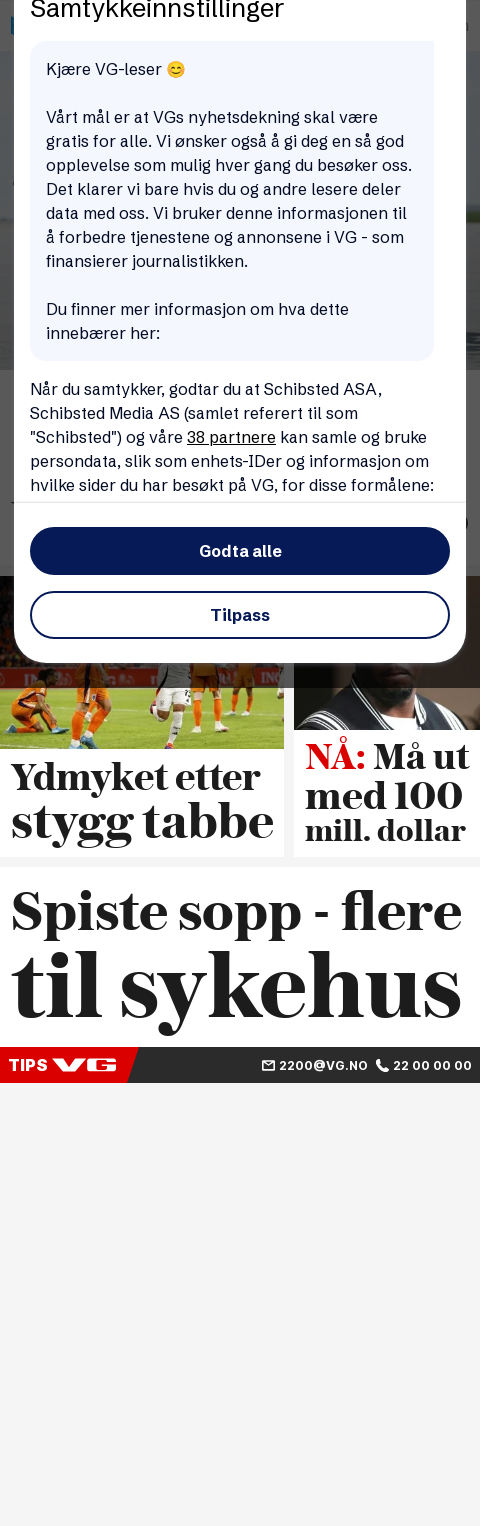 Samtykkeinnstillinger
Kjære VG-leser 😊
Vårt mål er at VGs nyhetsdekning skal være
gratis for alle. Vi ønsker også å gi deg en så god
opplevelse som mulig hver gang du besøker oss.
Det klarer vi bare hvis du og andre lesere deler
data med oss. Vi bruker denne informasjonen til
å forbedre tjenestene og annonsene i VG - som
finansierer journalistikken.
Du finner mer informasjon om hva dette
innebærer her:
Når du samtykker, godtar du at Schibsted ASA,
Schibsted Media AS (samlet referert til som
"Schibsted") og våre 38 partnere kan samle og bruke
persondata, slik som enhets-IDer og informasjon om
hvilke sider du har besøkt på VG, for disse formålene:
Godta alle
Tilpass
Ydmyket etter
stygg tabbe
NÅ: Må ut
med 100
mill. dollar
Spiste sopp - flere
til sykehus
TIPS VG 2200@VG.NO 22 00 00 00